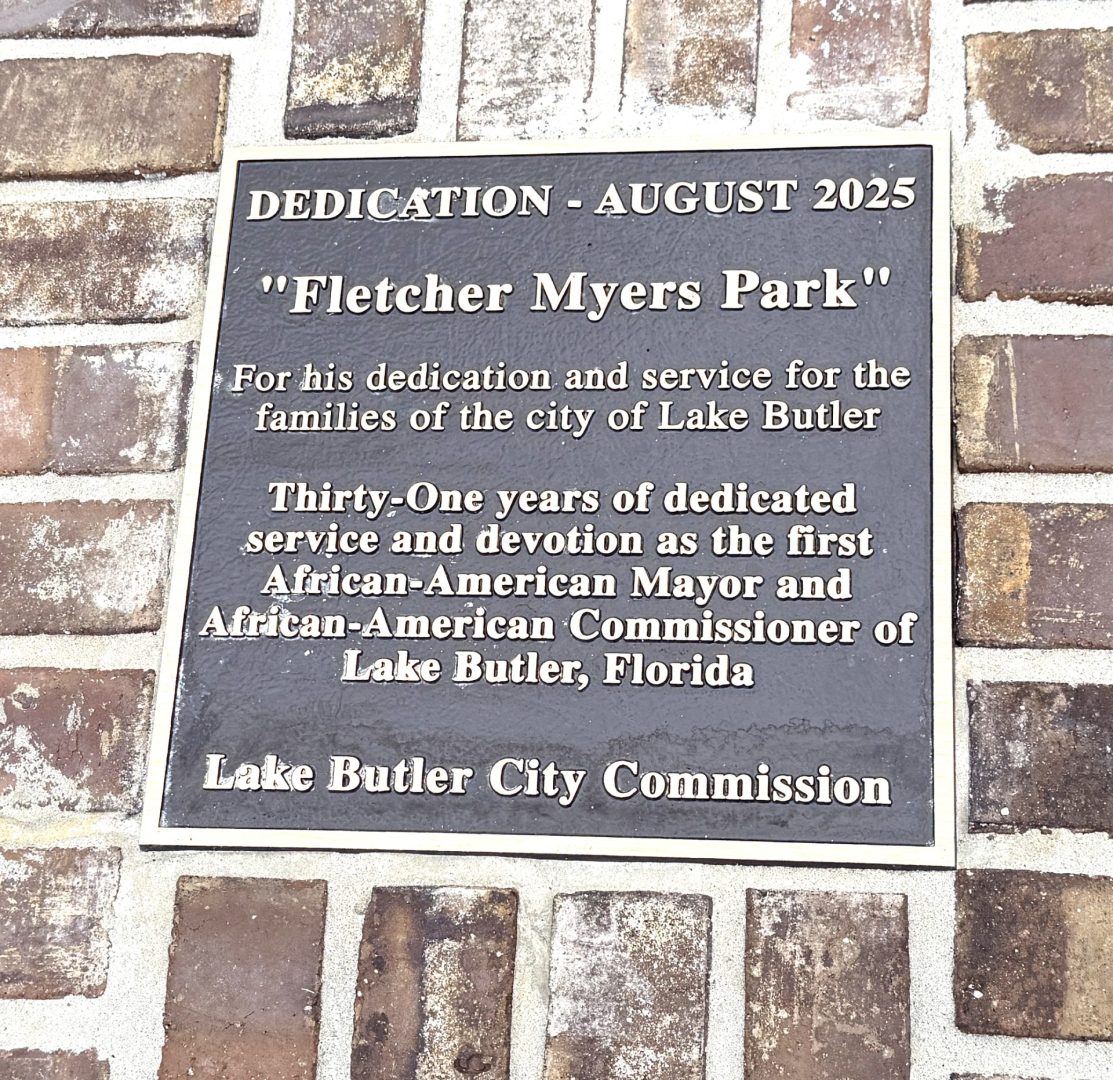 DEDICATION - AUGUST 2025
"Fletcher Myers Park"
For his dedication and service for the
families of the city of Lake Butler
Thirty-One years of dedicated
service and devotion as the first
African-American Mayor and
African-American Commissioner of
Lake Butler, Florida
Lake Butler City Commission